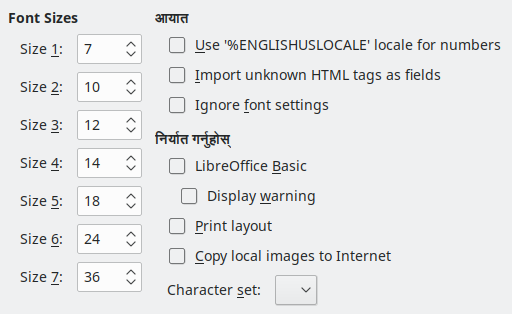 Font Sizes
Size 1: 7
Size 2: 10
Size 3: 12
Size 4: 14
Size 5: 18
Size 6: 24
Size 7: 36
आयात
Use '%ENGLISHUSLOCALE' locale for numbers
Import unknown HTML tags as fields
Ignore font settings
निर्यात गर्नुहोस्
LibreOffice Basic
Display warning
Print layout
Copy local images to Internet
Character set: